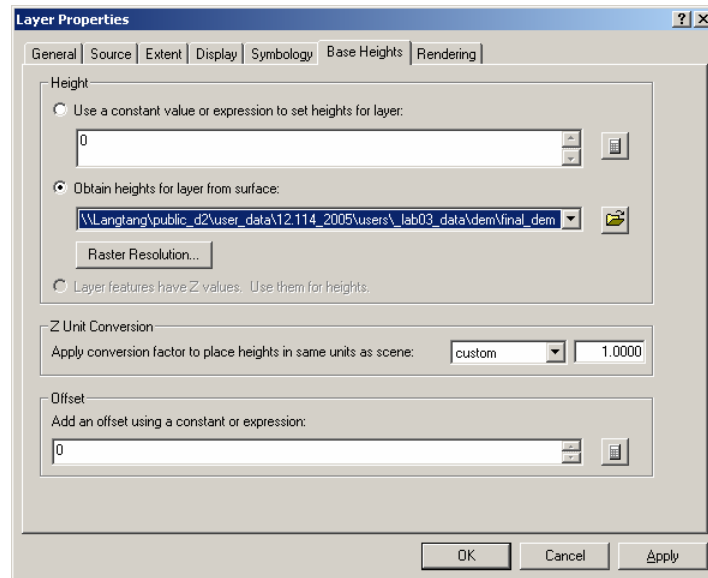 Layer Properties
General Source Extent Display Symbology Base Heights Rendering
Height
Use a constant value or expression to set heights for layer:
0
Obtain heights for layer from surface:
\\Langtang\public_d2\user_data\12.114_2005\users\_lab03_data\dem\final_dem
Raster Resolution...
Layer features have Z values. Use them for heights.
Z Unit Conversion
Apply conversion factor to place heights in same units as scene: custom 1.0000
Offset
Add an offset using a constant or expression:
0
OK Cancel Apply